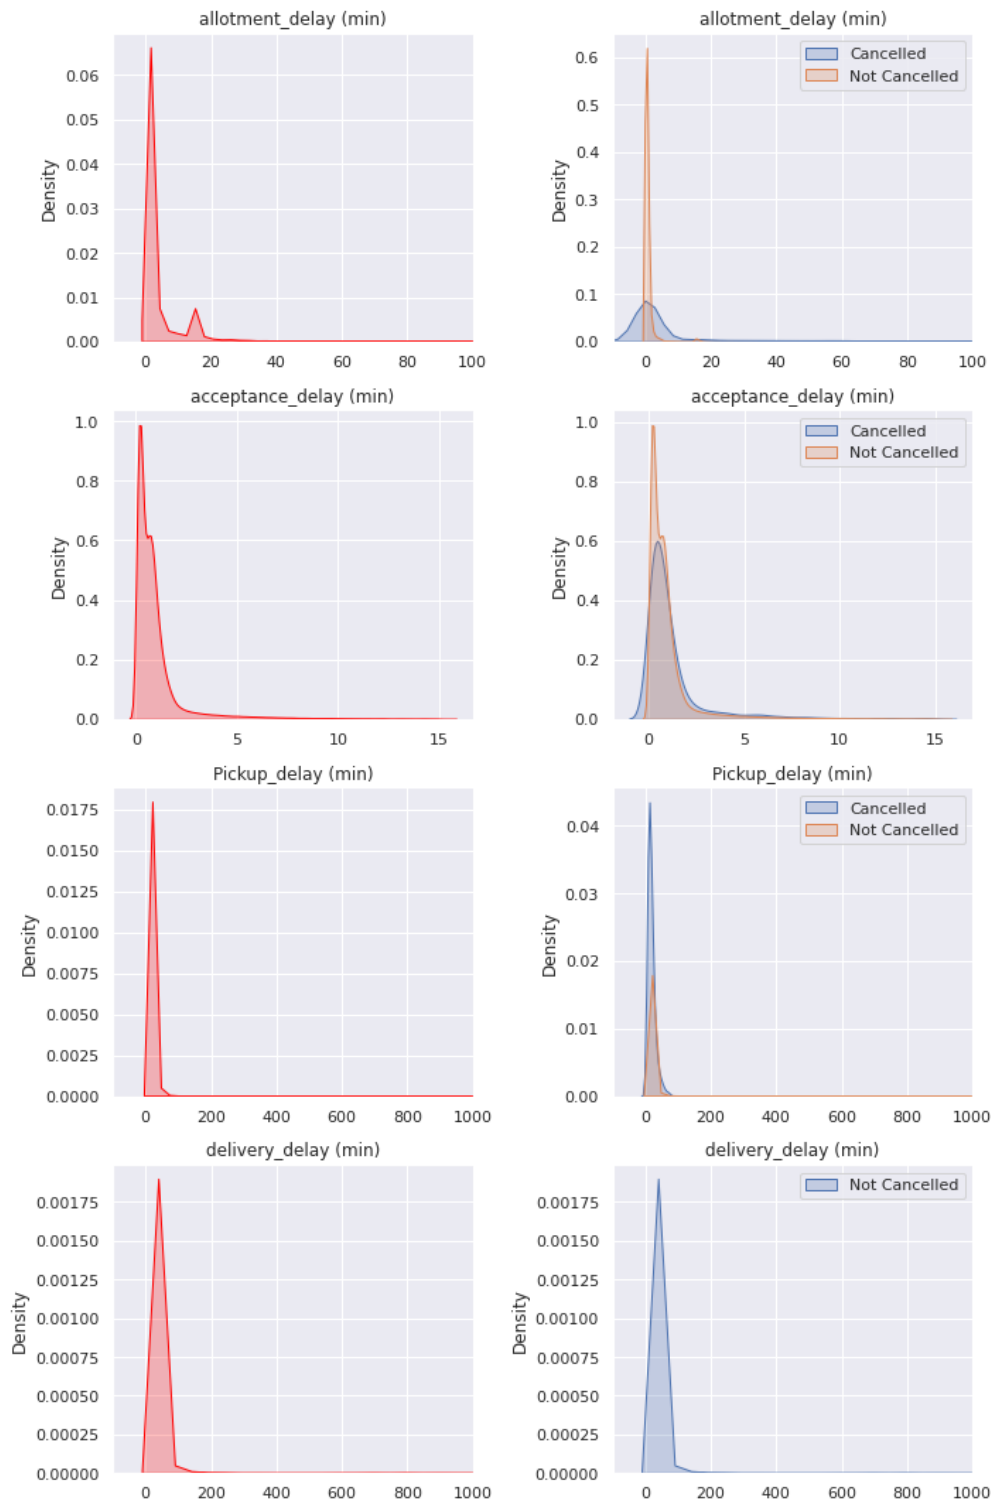 allotment_delay (min)
Density
0.06
0.05
0.04
0.03
0.02
0.01
0.00
0 20 40 60 80 100
allotment_delay (min)
Cancelled
Not Cancelled
Density
0.6
0.5
0.4
0.3
0.2
0.1
0.0
0 20 40 60 80 100
acceptance_delay (min)
Density
1.0
0.8
0.6
0.4
0.2
0.0
0 5 10 15
acceptance_delay (min)
Cancelled
Not Cancelled
Density
1.0
0.8
0.6
0.4
0.2
0.0
0 5 10 15
Pickup_delay (min)
Density
0.0175
0.0150
0.0125
0.0100
0.0075
0.0050
0.0025
0.0000
0 200 400 600 800 1000
Pickup_delay (min)
Cancelled
Not Cancelled
Density
0.04
0.03
0.02
0.01
0.00
0 200 400 600 800 1000
delivery_delay (min)
Density
0.00175
0.00150
0.00125
0.00100
0.00075
0.00050
0.00025
0.00000
0 200 400 600 800 1000
delivery_delay (min)
Not Cancelled
Density
0.00175
0.00150
0.00125
0.00100
0.00075
0.00050
0.00025
0.00000
0 200 400 600 800 1000